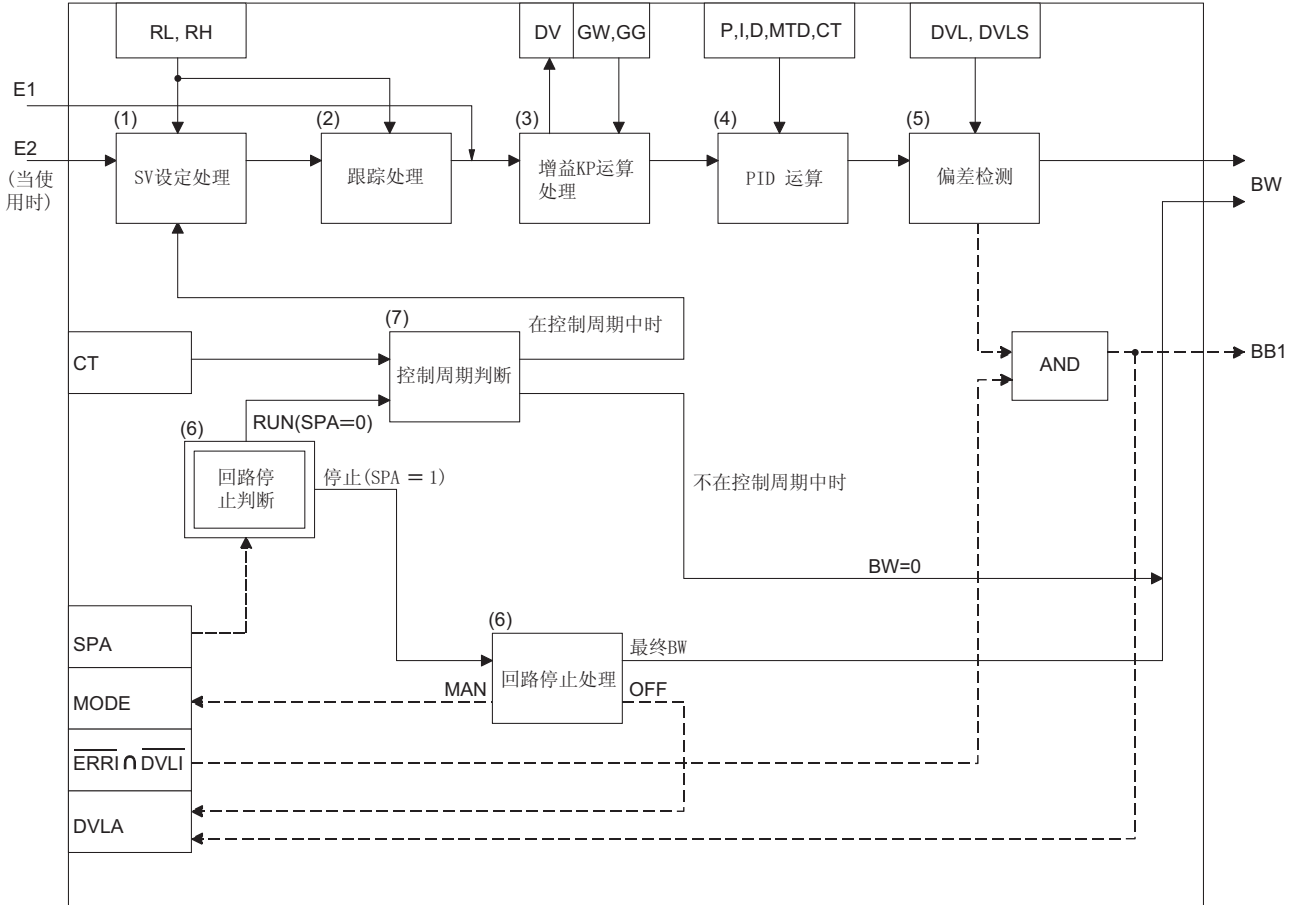 RL, RH
DV
GW,GG
P,I,D,MTD,CT
DVL, DVLS
E1
(1)
(2)
(3)
(4)
(5)
E2
(当使
用时)
SV设定处理
跟踪处理
增益KP运算
处理
PID 运算
偏差检测
BW
(7)
在控制周期中时
CT
控制周期判断
AND
BB1
RUN(SPA=0)
(6)
回路停
止判断
停止(SPA = 1)
不在控制周期中时
BW=0
(6)
SPA
最终BW
回路停止处理
MAN
OFF
MODE
E̅R̅R̅I̅∩D̅V̅L̅I̅
DVLA